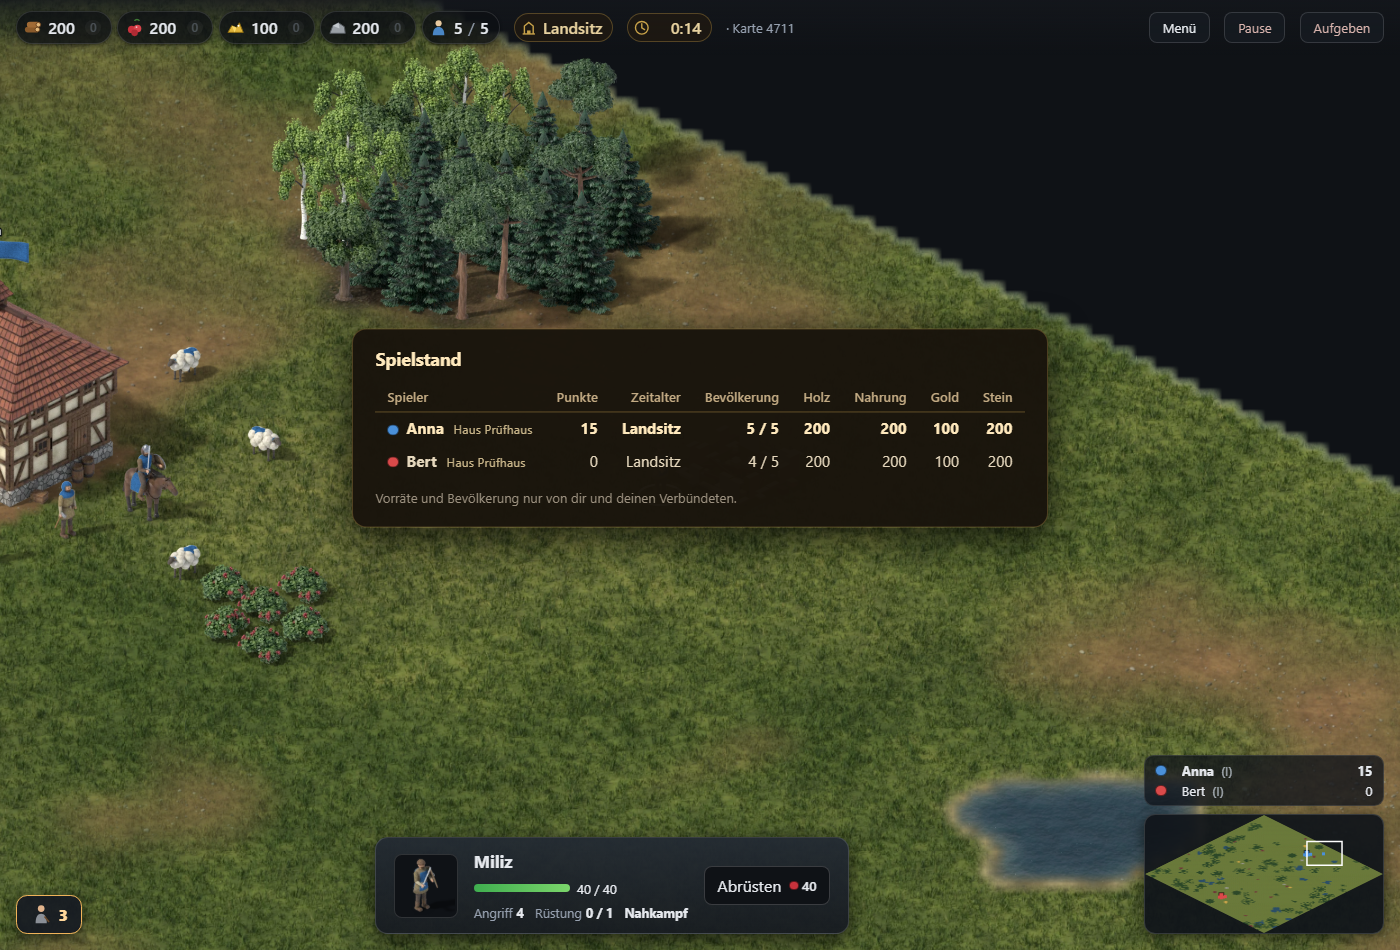 200 0 200 0 100 0 200 0 5 / 5 Landsitz 0:14 · Karte 4711 Menü Pause Aufgeben
Spielstand
Spieler Punkte Zeitalter Bevölkerung Holz Nahrung Gold Stein
Anna Haus Prüfhaus 15 Landsitz 5 / 5 200 200 100 200
Bert Haus Prüfhaus 0 Landsitz 4 / 5 200 200 100 200
Vorräte und Bevölkerung nur von dir und deinen Verbündeten.
Anna (I) 15
Bert (I) 0
Miliz
40 / 40
Angriff 4 Rüstung 0 / 1 Nahkampf
Abrüsten 40
3